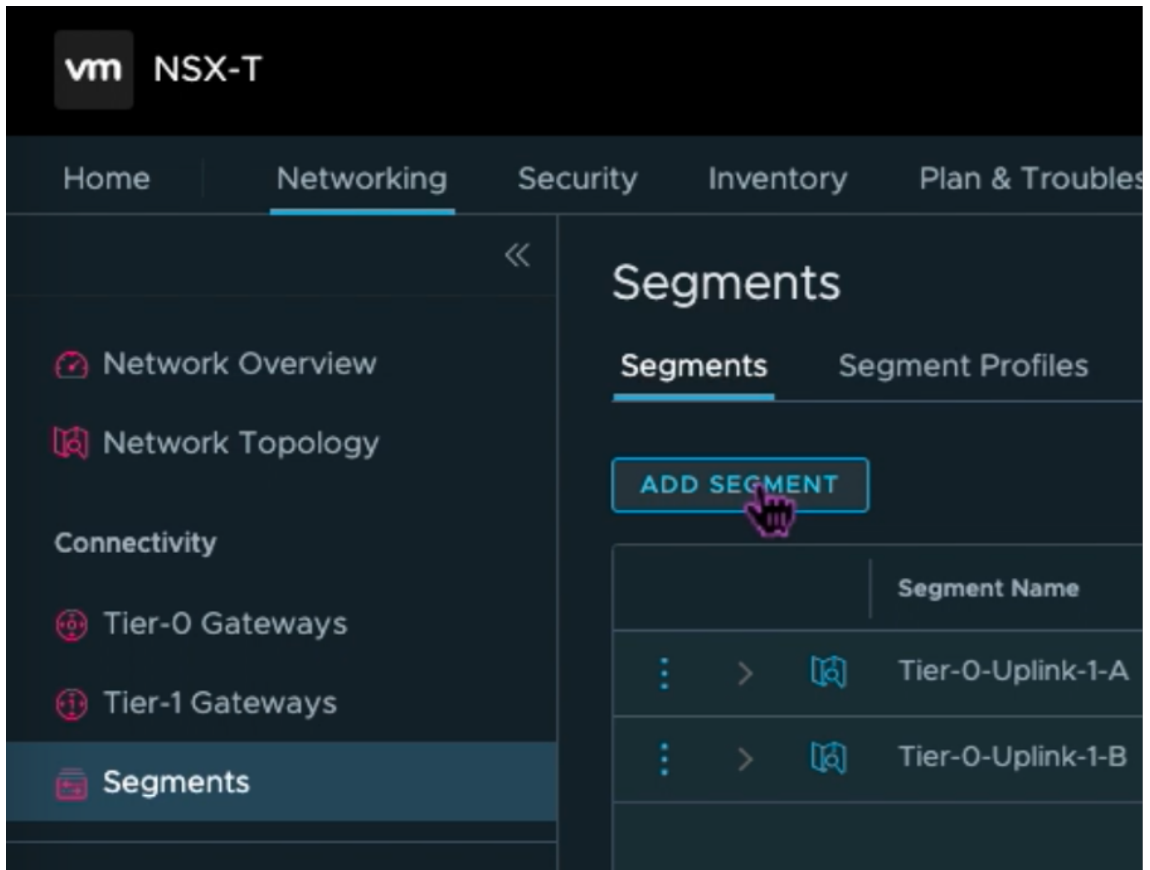 vm NSX-T
Home Networking Security Inventory Plan & Troubles
Network Overview
Network Topology
Connectivity
Tier-0 Gateways
Tier-1 Gateways
Segments
Segments
Segments Segment Profiles
ADD SEGMENT
Segment Name
Tier-0-Uplink-1-A
Tier-0-Uplink-1-B